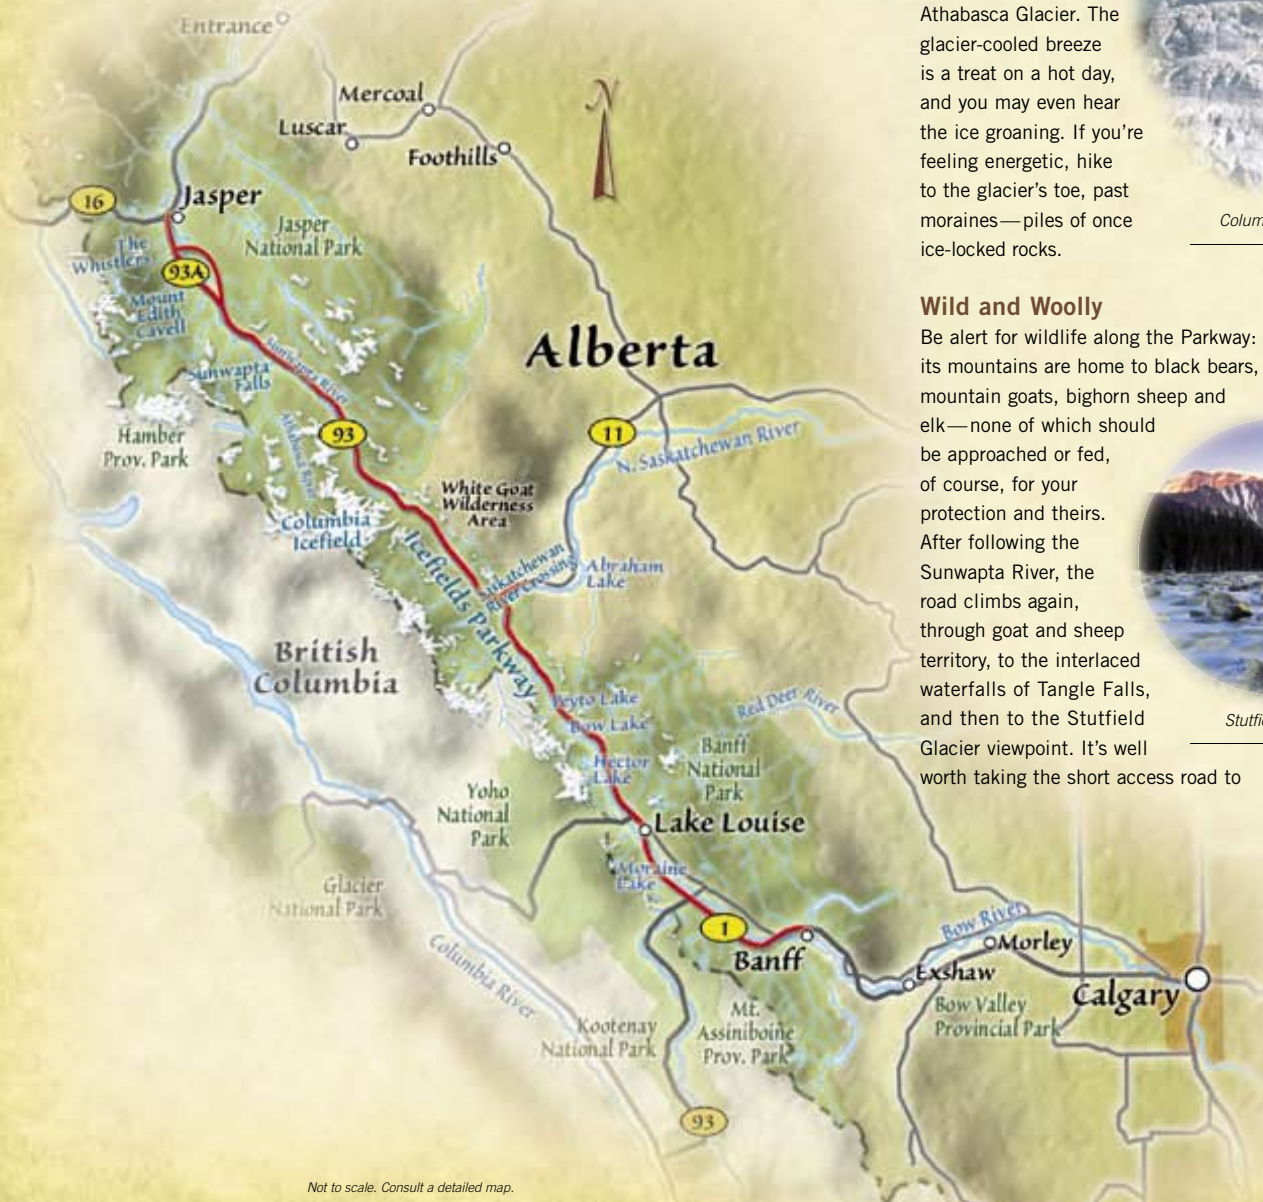 Entrance
Mercoal
Luscar
Foothills
N
16
Jasper
Jasper
National Park
The
Whistlers
93A
Mount
Edith
Cavell
Alberta
Sunwapta River
Sunwapta
Falls
Athabasca River
93
11
N. Saskatchewan River
Hamber
Prov. Park
White Goat
Wilderness
Area
Columbia
Icefield
Icefields Parkway
Saskatchewan
River Crossing
Abraham
Lake
British
Columbia
Peyto Lake
Bow Lake
Red Deer River
Hector
Lake
Banff
National
Park
Yoho
National
Park
Lake Louise
Moraine
Lake
Glacier
National Park
1
Banff
Bow River
Morley
Exshaw
Calgary
Columbia River
Bow Valley
Provincial Park
Mt.
Assiniboine
Prov. Park
Kootenay
National Park
93
Not to scale. Consult a detailed map.
Athabasca Glacier. The
glacier-cooled breeze
is a treat on a hot day,
and you may even hear
the ice groaning. If you’re
feeling energetic, hike
to the glacier’s toe, past
moraines—piles of once
ice-locked rocks.
Colum
Wild and Woolly
Be alert for wildlife along the Parkway:
its mountains are home to black bears,
mountain goats, bighorn sheep and
elk—none of which should
be approached or fed,
of course, for your
protection and theirs.
After following the
Sunwapta River, the
road climbs again,
through goat and sheep
territory, to the interlaced
waterfalls of Tangle Falls,
and then to the Stutfield
Glacier viewpoint. It’s well
worth taking the short access road to
Stutfi